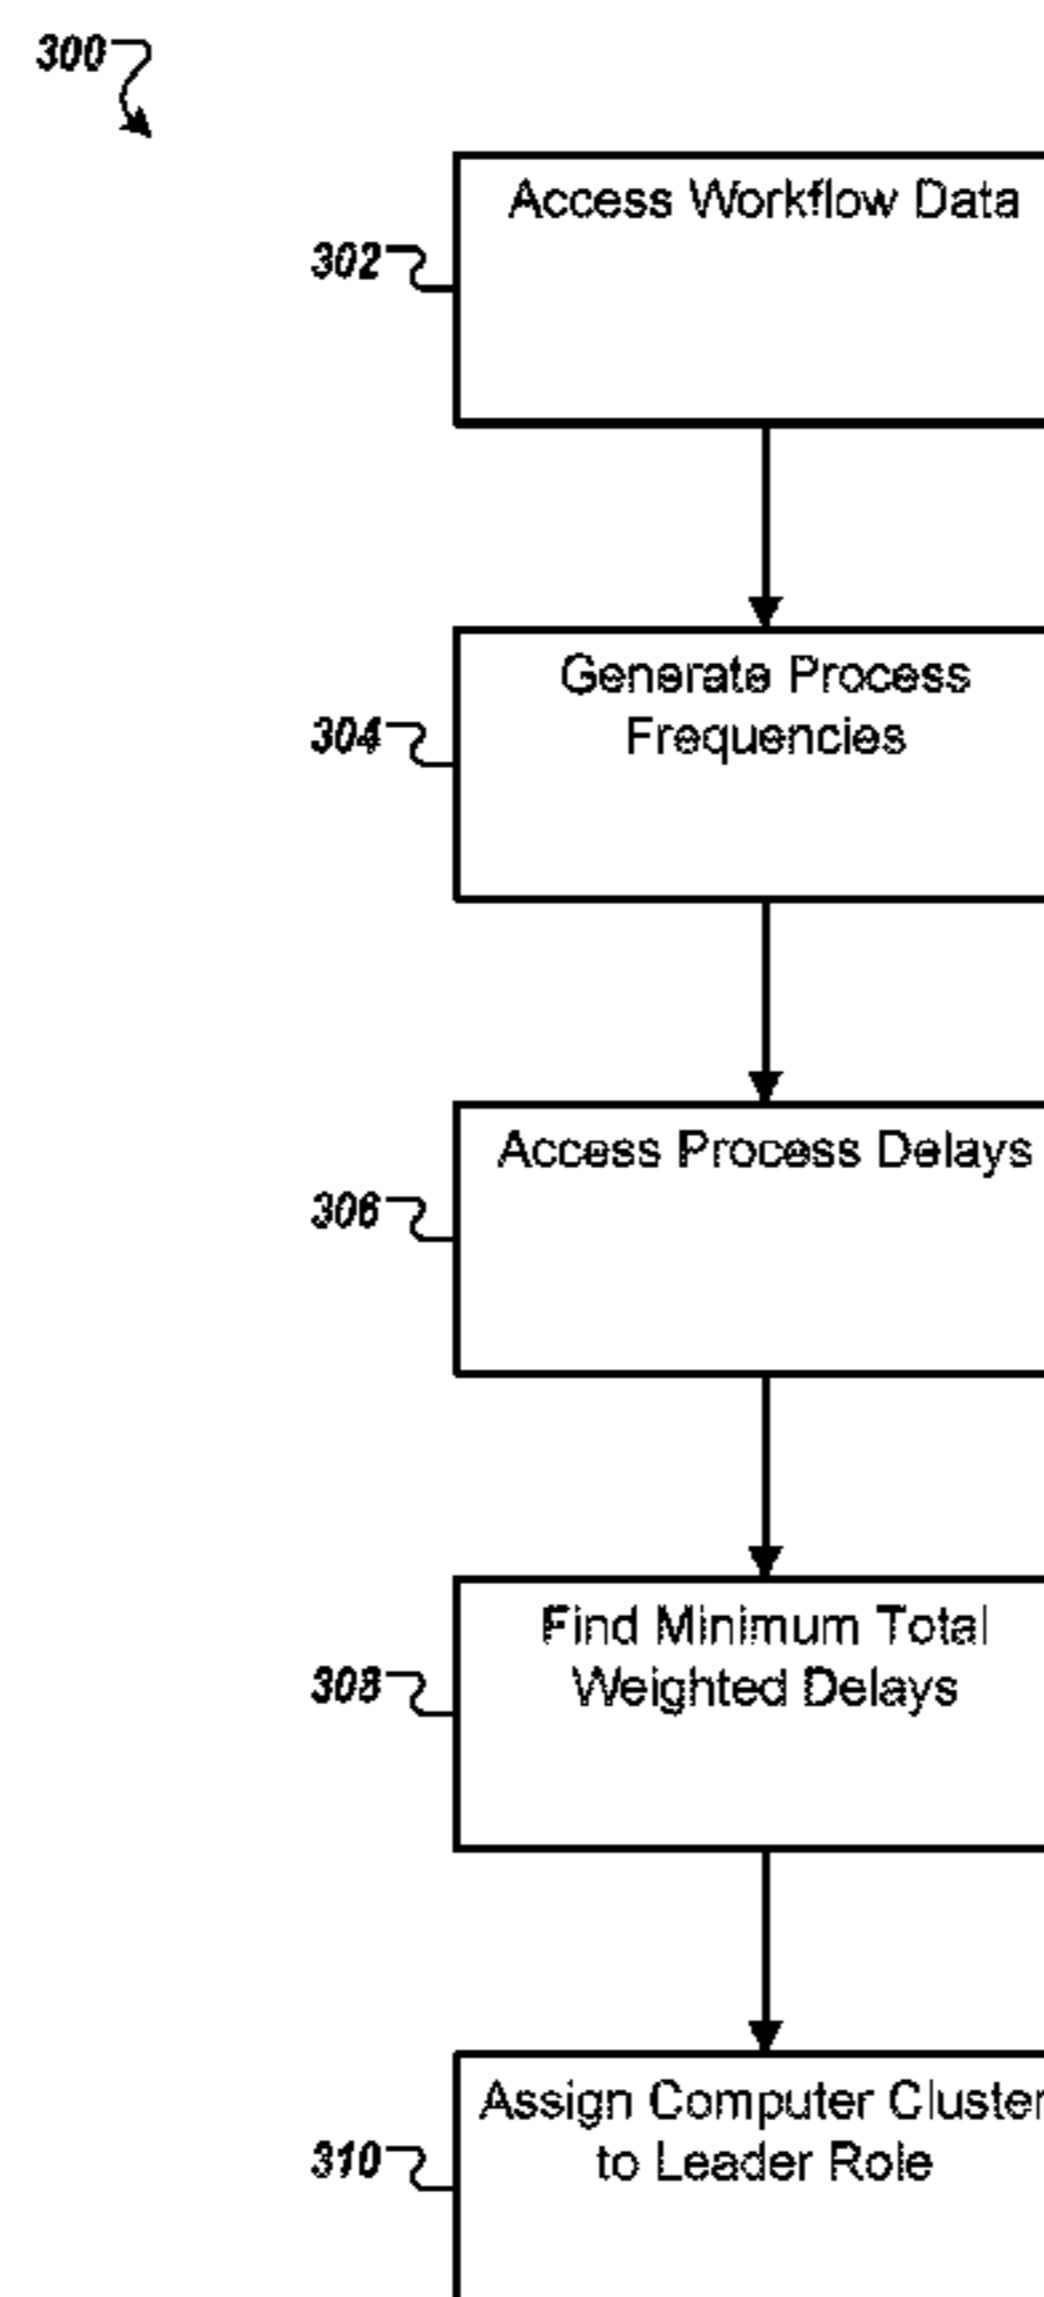 300
Access Workflow Data
302
Generate Process
Frequencies
304
Access Process Delays
306
Find Minimum Total
Weighted Delays
308
Assign Computer Cluster
to Leader Role
310